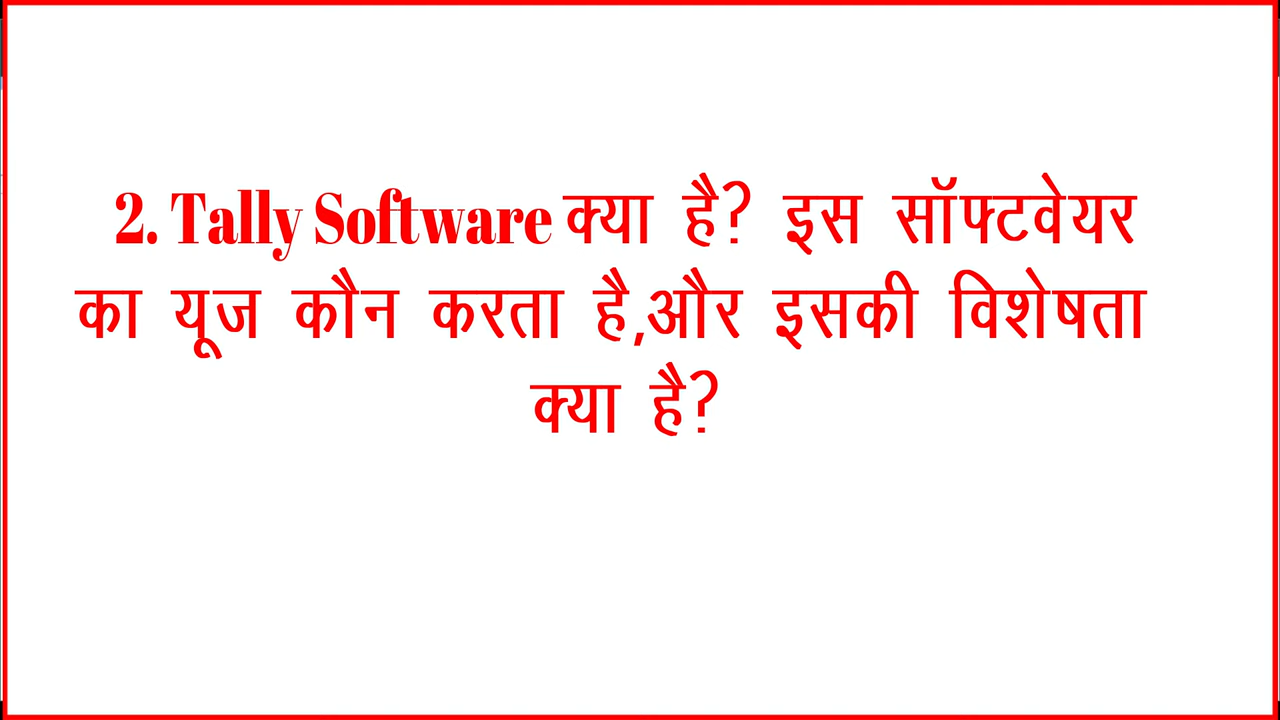 2. Tally Software क्या है? इस सॉफ्टवेयर
का यूज कौन करता है,और इसकी विशेषता
क्या है?